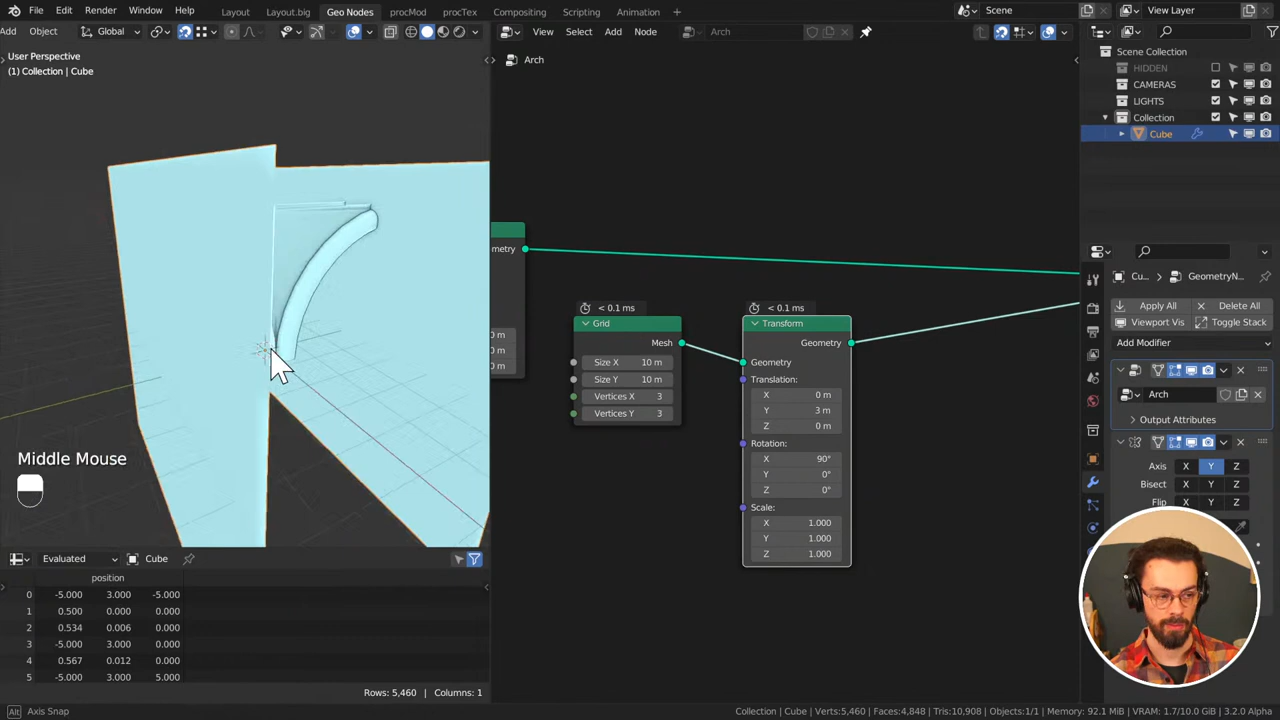 File Edit Render Window Help Layout Layout.big Geo Nodes procMod procTex Compositing Scripting Animation + Scene View Layer
Add Object Global View Select Add Node Arch
User Perspective
(1) Collection | Cube
Arch
Scene Collection
HIDDEN
CAMERAS
LIGHTS
Collection
Cube
metry
0 m
0 m
0 m
< 0.1 ms
Grid
Mesh
Size X 10 m
Size Y 10 m
Vertices X 3
Vertices Y 3
< 0.1 ms
Transform
Geometry
Geometry
Translation:
X 0 m
Y 3 m
Z 0 m
Rotation:
X 90°
Y 0°
Z 0°
Scale:
X 1.000
Y 1.000
Z 1.000
Cu.. GeometryN...
Apply All Delete All
Viewport Vis Toggle Stack
Add Modifier
Arch
Output Attributes
Axis X Y Z
Bisect X Y Z
Flip
Middle Mouse
Evaluated Cube
position
0 -5.000 3.000 -5.000
1 0.500 0.000 0.000
2 0.534 0.006 0.000
3 -5.000 3.000 0.000
4 0.567 0.012 0.000
5 -5.000 3.000 5.000
Rows: 5,460 | Columns: 1
Alt Axis Snap
Collection | Cube | Verts:5,460 | Faces:4,848 | Tris:10,908 | Objects:1/1 | Memory: 92.1 MiB | VRAM: 1.7/10.0 GiB | 3.2.0 Alpha